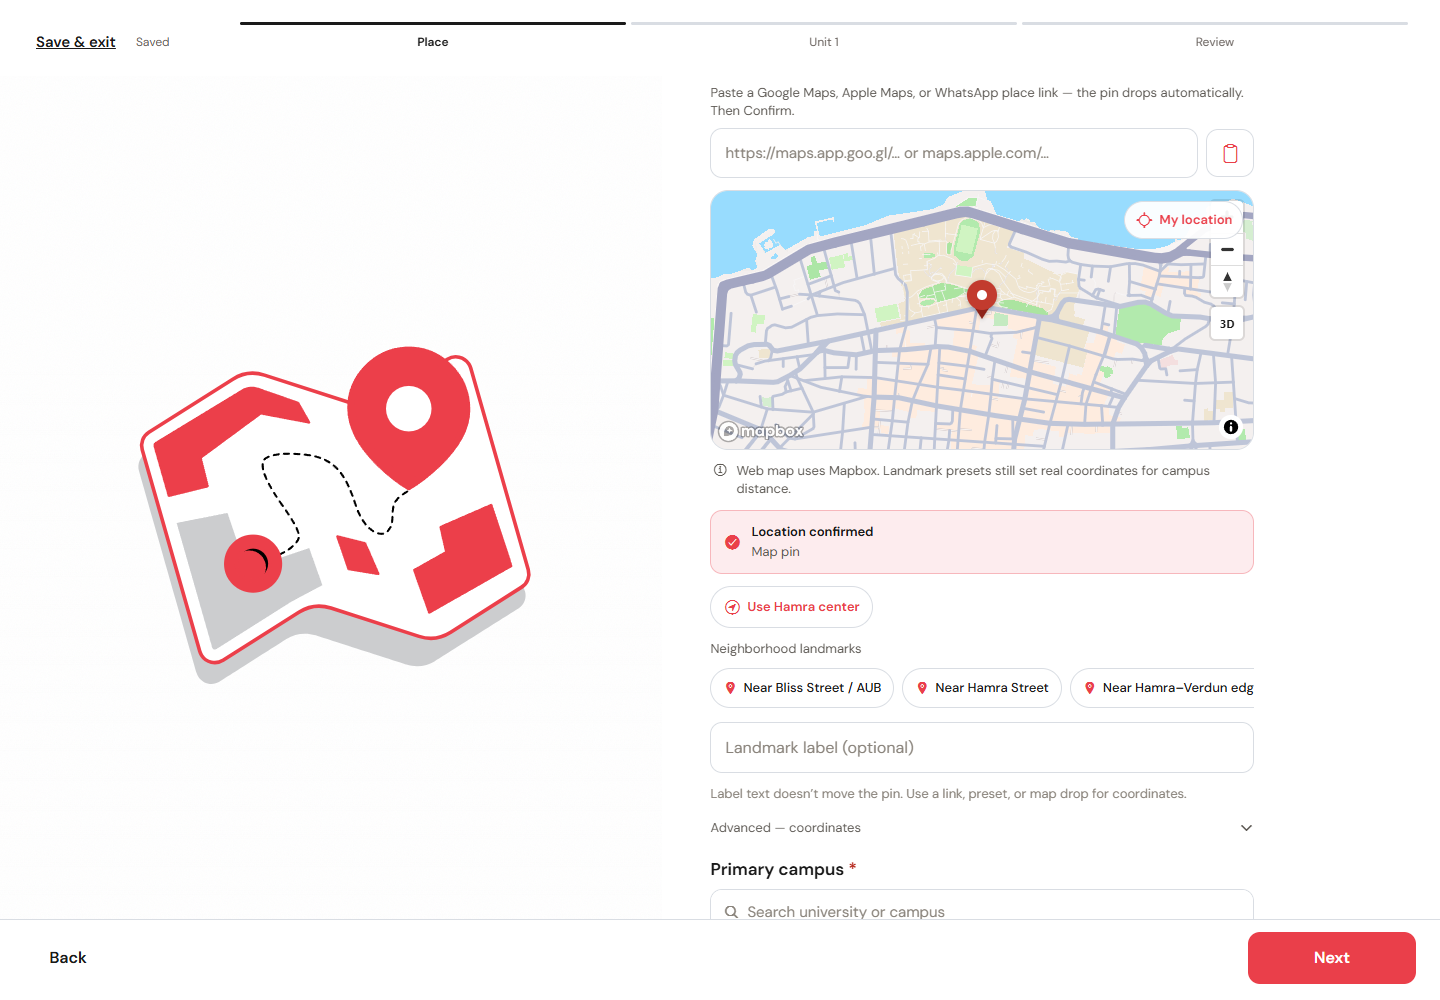 Save & exit
Saved
Place
Unit 1
Review
Paste a Google Maps, Apple Maps, or WhatsApp place link — the pin drops automatically.
Then Confirm.
https://maps.app.goo.gl/… or maps.apple.com/…
My location
3D
mapbox
Web map uses Mapbox. Landmark presets still set real coordinates for campus
distance.
Location confirmed
Map pin
Use Hamra center
Neighborhood landmarks
Near Bliss Street / AUB
Near Hamra Street
Near Hamra–Verdun edg
Landmark label (optional)
Label text doesn’t move the pin. Use a link, preset, or map drop for coordinates.
Advanced — coordinates
Primary campus *
Search university or campus
Back
Next